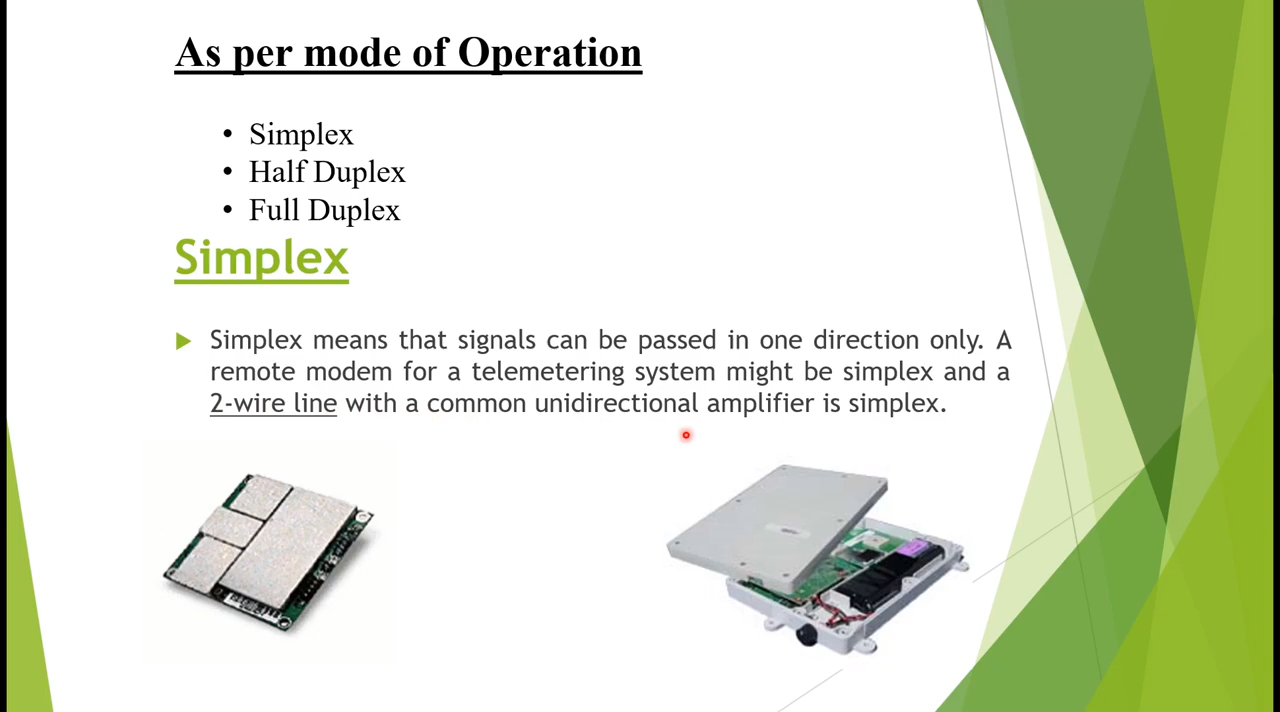 As per mode of Operation
• Simplex
• Half Duplex
• Full Duplex
Simplex
Simplex means that signals can be passed in one direction only. A
remote modem for a telemetering system might be simplex and a
2-wire line with a common unidirectional amplifier is simplex.